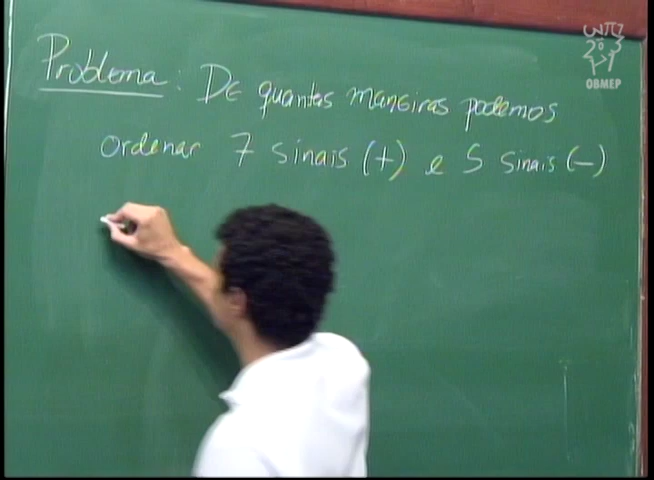 Problema: De quantas maneiras podemos
ordenar 7 sinais (+) e 5 sinais (-)
OBMEP